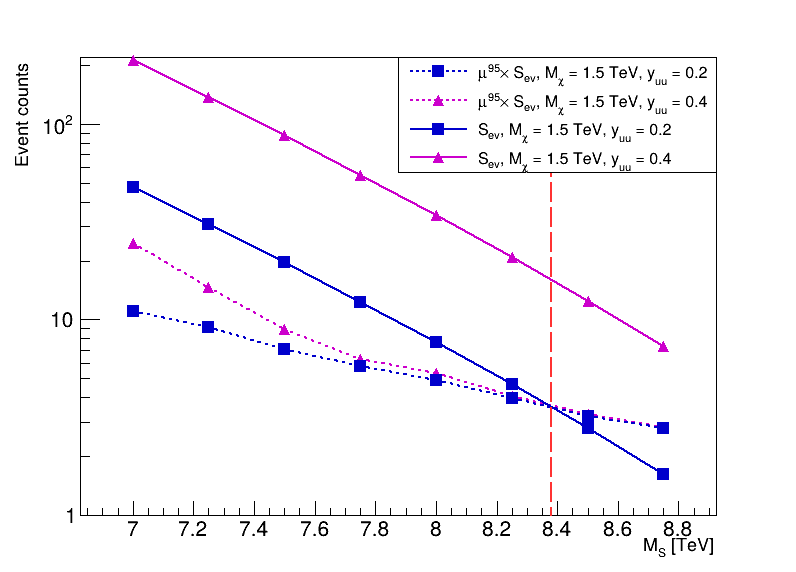 Event counts
μ⁹⁵× S_ev, M_χ = 1.5 TeV, y_uu = 0.2
μ⁹⁵× S_ev, M_χ = 1.5 TeV, y_uu = 0.4
S_ev, M_χ = 1.5 TeV, y_uu = 0.2
S_ev, M_χ = 1.5 TeV, y_uu = 0.4
10²
10
1
7 7.2 7.4 7.6 7.8 8 8.2 8.4 8.6 8.8
M_S [TeV]